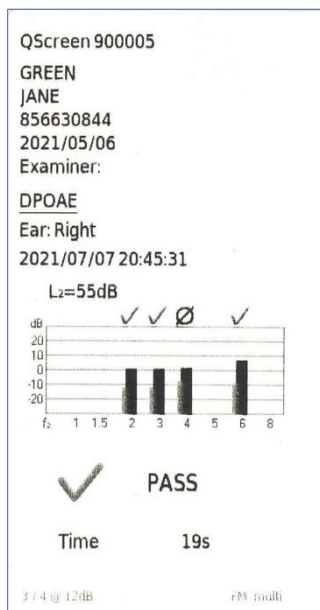 QScreen 900005
GREEN
JANE
856630844
2021/05/06
Examiner:
DPOAE
Ear: Right
2021/07/07 20:45:31
L₂=55dB
✓ ✓ Ø ✓
dB
20
10
0
-10
-20
f₂ 1 1.5 2 3 4 5 6 8
✓ PASS
Time 19s
3 / 4 @ 12dB FM multi